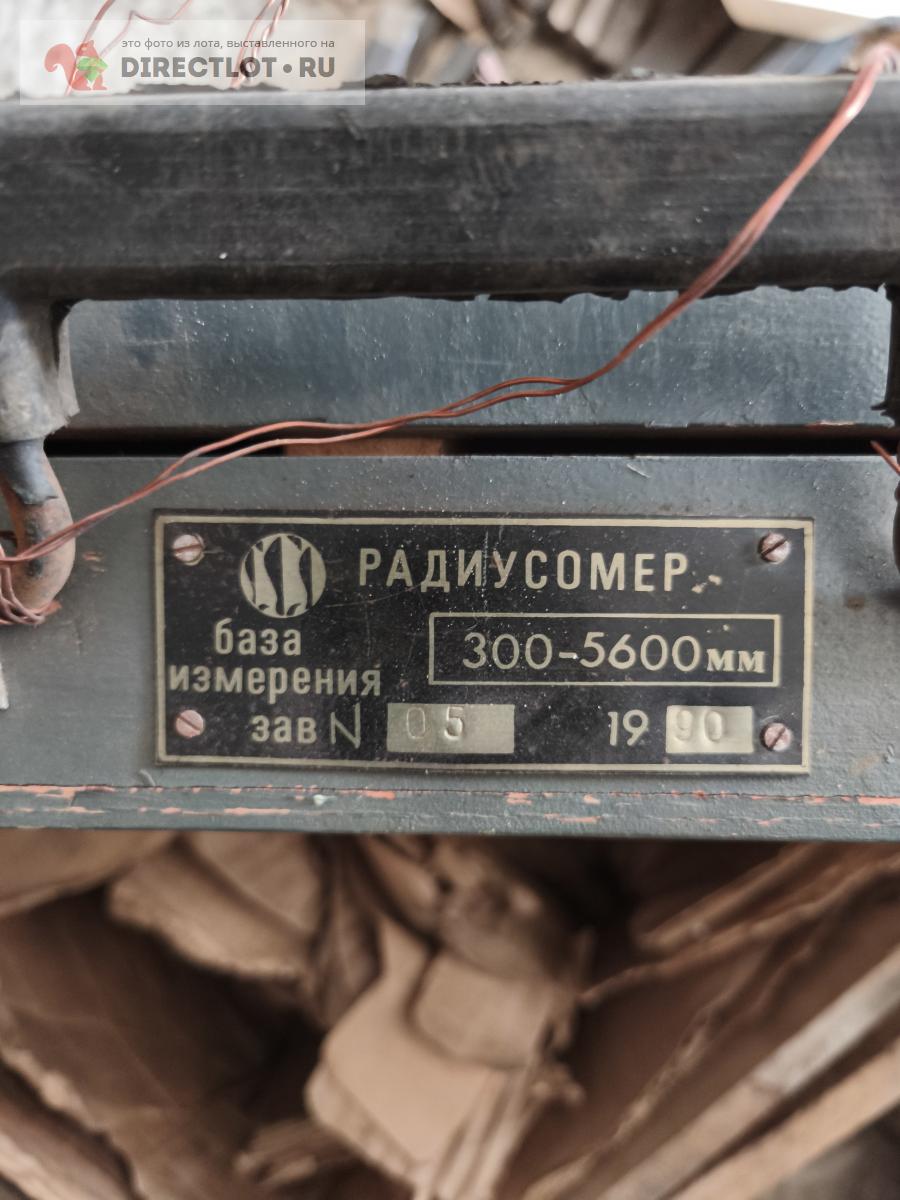 это фото из лота, выставленного на
DIRECTLOT•RU
РАДИУСОМЕР
база
измерения
300-5600мм
зав N 05 1990